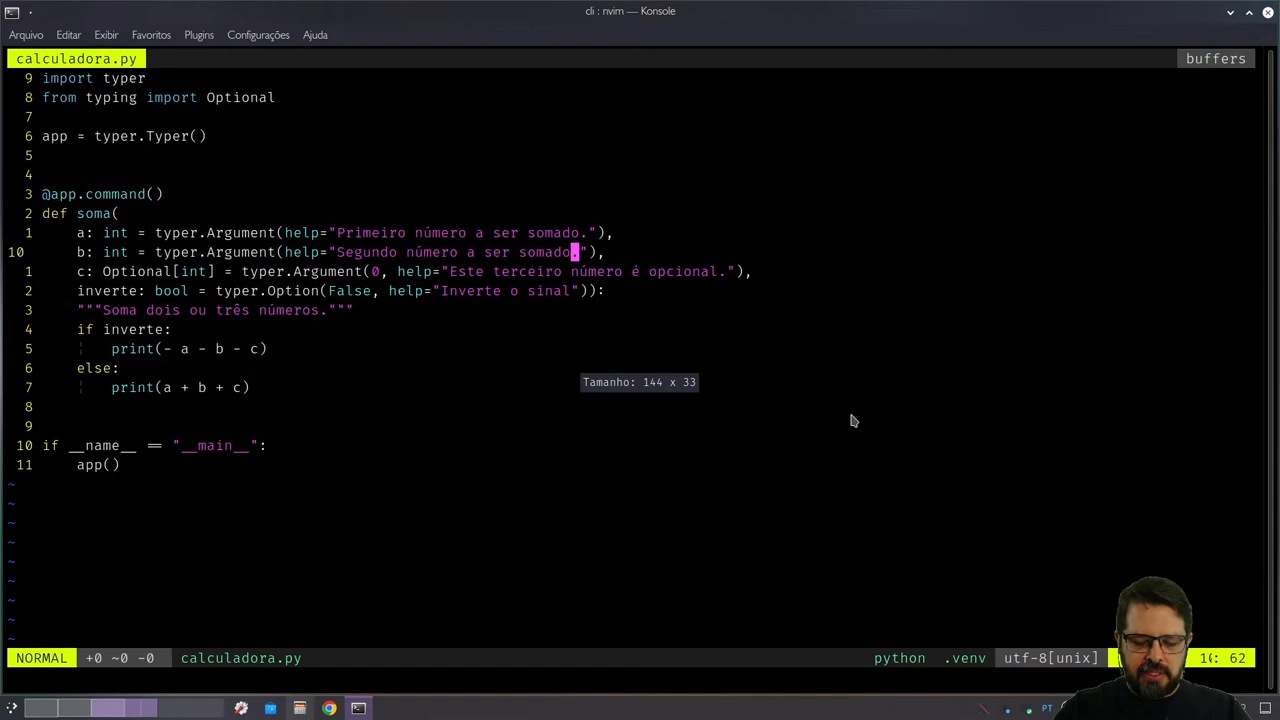 cli : nvim — Konsole
Arquivo Editar Exibir Favoritos Plugins Configurações Ajuda
calculadora.py buffers
9 import typer
8 from typing import Optional
7
6 app = typer.Typer()
5
4
3 @app.command()
2 def soma(
1 a: int = typer.Argument(help="Primeiro número a ser somado."),
10 b: int = typer.Argument(help="Segundo número a ser somado."),
1 c: Optional[int] = typer.Argument(0, help="Este terceiro número é opcional."),
2 inverte: bool = typer.Option(False, help="Inverte o sinal")):
3 """Soma dois ou três números."""
4 if inverte:
5 print(- a - b - c)
6 else:
Tamanho: 144 x 33
7 print(a + b + c)
8
9
10 if __name__ == "__main__":
11 app()
~
~
~
~
~
~
~
~
~
NORMAL +0 ~0 -0 calculadora.py python .venv utf-8[unix] 62
PT